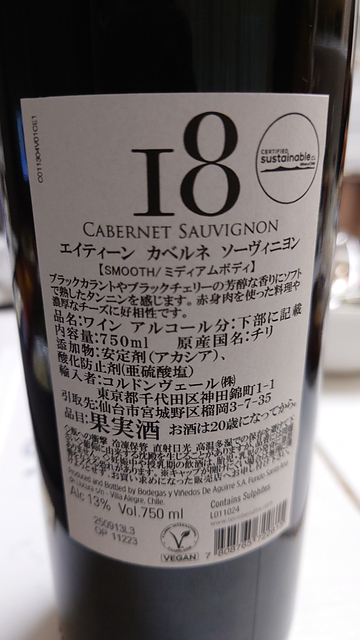 C011304V01CE1
18
CERTIFIED
sustainable
CABERNET SAUVIGNON
エイティーン カベルネ ソーヴィニヨン
【SMOOTH/ミディアムボディ】
ブラックカラントやブラックチェリーの芳醇な香りにソフト
で熟したタンニンを感じます。赤身肉を使った料理や
濃厚なチーズに好相性です。
品名:ワイン アルコール分:下部に記載
内容量:750ml 原産国名:チリ
添加物:安定剤(アカシア)、
酸化防止剤(亜硫酸塩)
輸入者:コルドンヴェール(株)
東京都千代田区神田錦町1-1
引取先:仙台市宮城野区榴岡3-7-35
品目:果実酒 お酒は20歳になってから。
Produced and Bottled by Bodegas y Viñedos De Aguirre S.A.
Villa Alegre, Chile.
Alc 13% Vol.750 ml
Contains Sulphites
L011024
250913L3
OP 11223
V
VEGAN